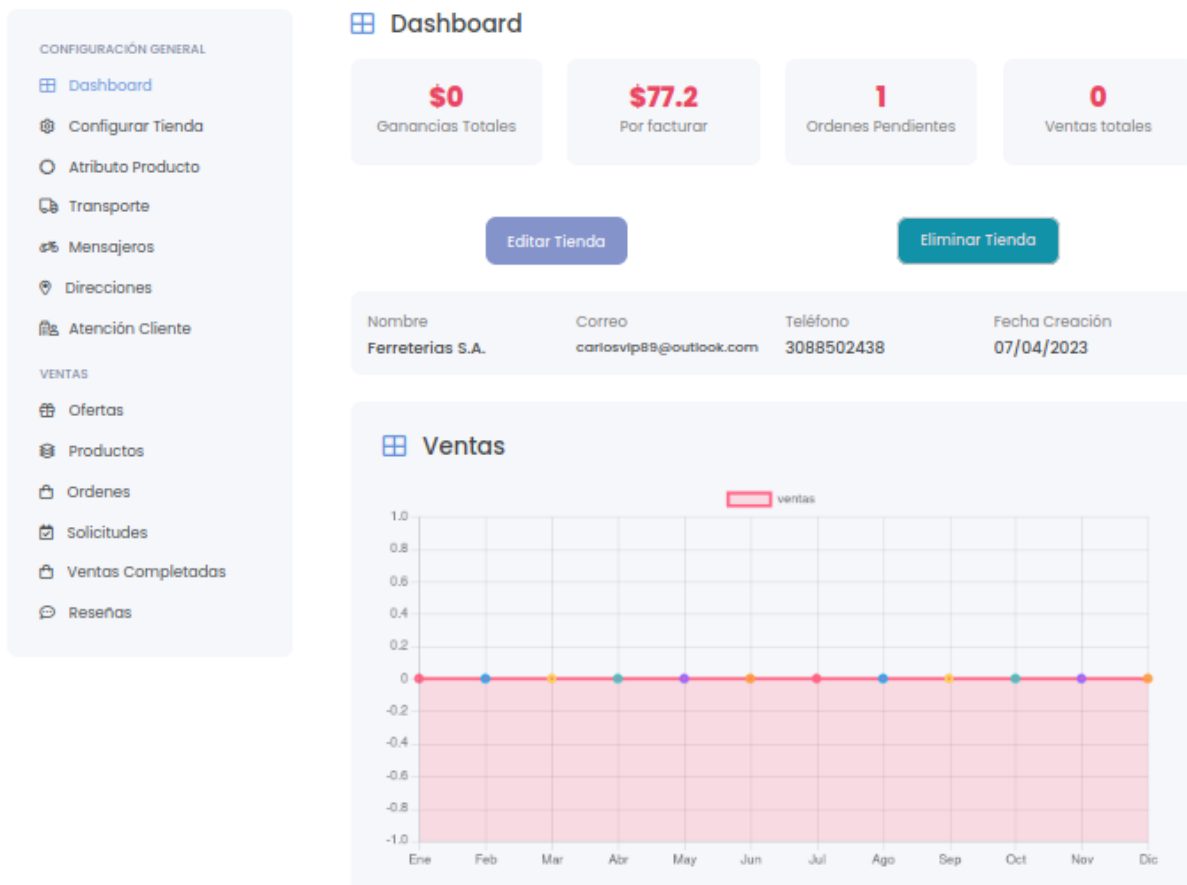 CONFIGURACIÓN GENERAL
Dashboard
Configurar Tienda
Atributo Producto
Transporte
Mensajeros
Direcciones
Atención Cliente
VENTAS
Ofertas
Productos
Ordenes
Solicitudes
Ventas Completadas
Reseñas
Dashboard
$0
Ganancias Totales
$77.2
Por facturar
1
Ordenes Pendientes
0
Ventas totales
Editar Tienda
Eliminar Tienda
Nombre
Ferreterias S.A.
Correo
carlosvip89@outlook.com
Teléfono
3088502438
Fecha Creación
07/04/2023
Ventas
ventas
1.0
0.8
0.6
0.4
0.2
0
-0.2
-0.4
-0.6
-0.8
-1.0
Ene Feb Mar Abr May Jun Jul Ago Sep Oct Nov Dic